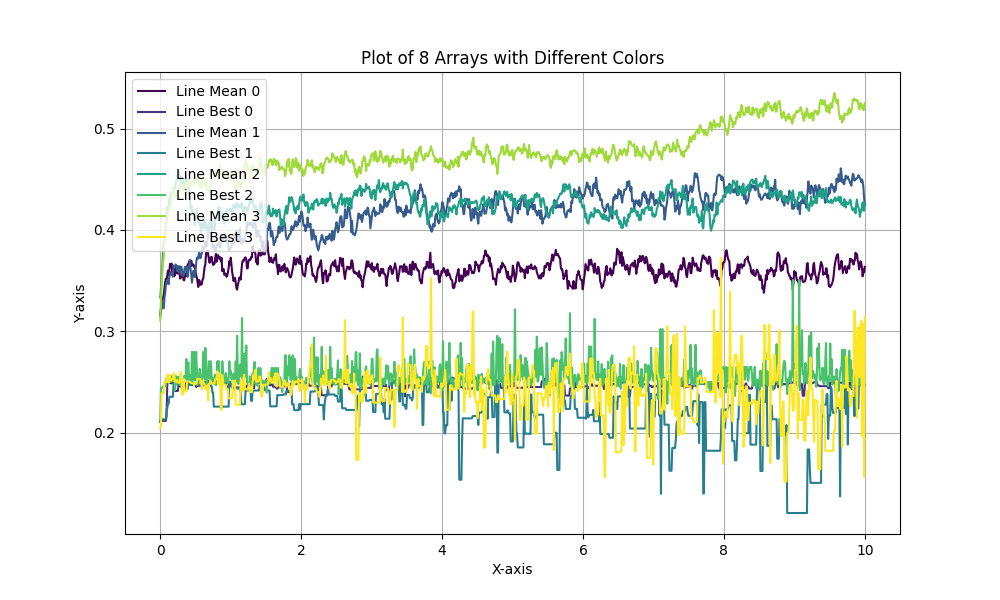 Plot of 8 Arrays with Different Colors
Line Mean 0
Line Best 0
Line Mean 1
Line Best 1
Line Mean 2
Line Best 2
Line Mean 3
Line Best 3
0.5
0.4
0.3
0.2
Y-axis
0 2 4 6 8 10
X-axis